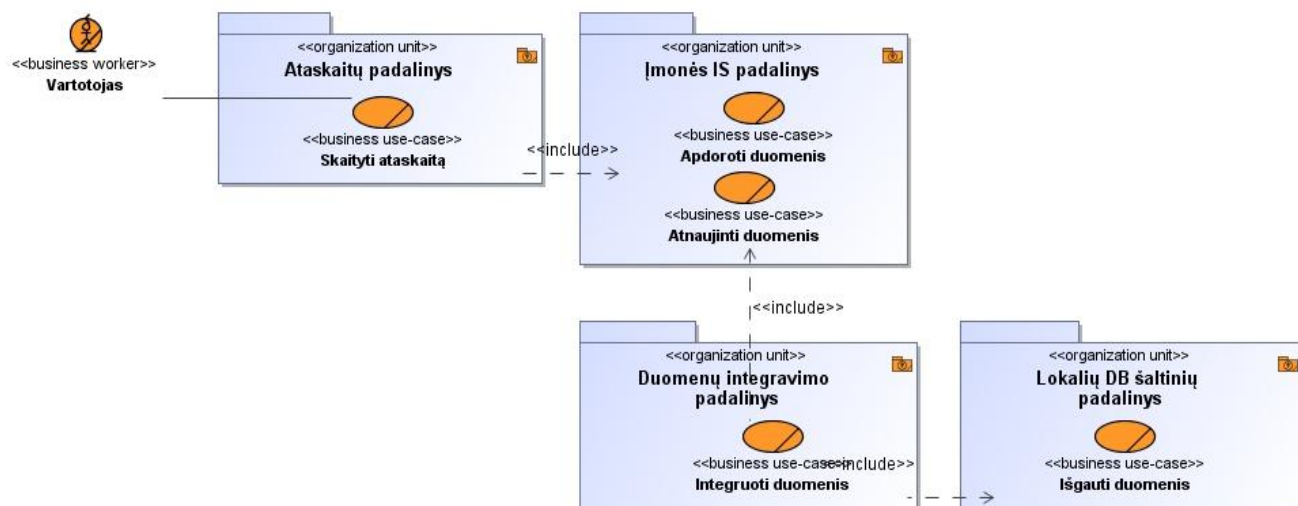 <<business worker>>
Vartotojas
<<organization unit>>
Ataskaitų padalinys
<<business use-case>>
Skaityti ataskaitą
<<include>>
<<organization unit>>
Įmonės IS padalinys
<<business use-case>>
Apdoroti duomenis
<<business use-case>>
Atnaujinti duomenis
<<include>>
<<organization unit>>
Duomenų integravimo
padalinys
<<business use-case>>
Integruoti duomenis
<<include>>
<<organization unit>>
Lokalių DB šaltinių
padalinys
<<business use-case>>
Išgauti duomenis